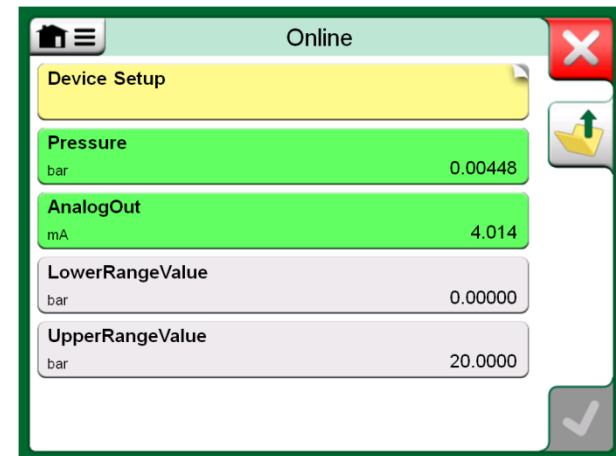 Online
Device Setup
Pressure
bar 0.00448
AnalogOut
mA 4.014
LowerRangeValue
bar 0.00000
UpperRangeValue
bar 20.0000